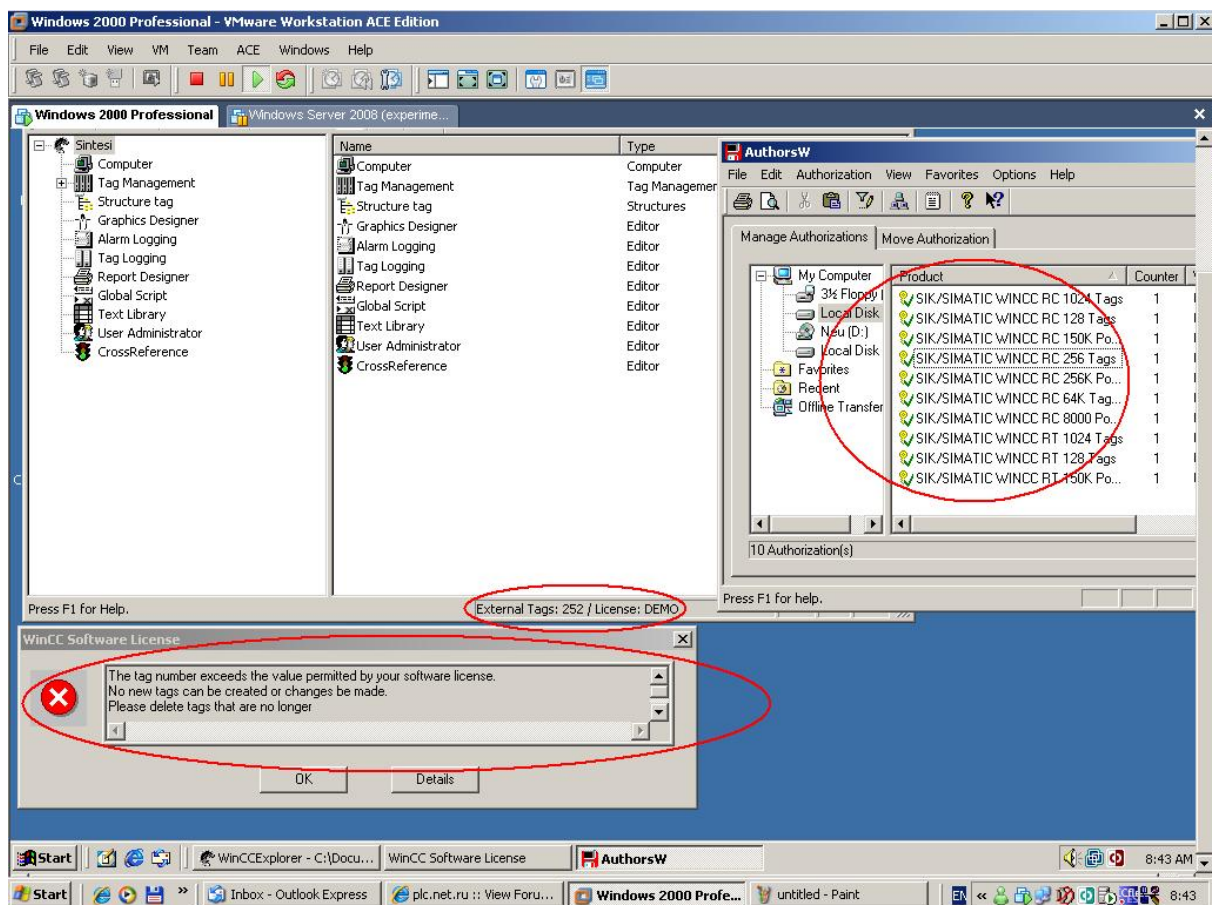 Windows 2000 Professional - VMware Workstation ACE Edition
File Edit View VM Team ACE Windows Help
Windows 2000 Professional
Windows Server 2008 (experime...
Sintesi
Computer
Tag Management
Structure tag
Graphics Designer
Alarm Logging
Tag Logging
Report Designer
Global Script
Text Library
User Administrator
CrossReference
Name Type
Computer Computer
Tag Management Tag Managemer
Structure tag Structures
Graphics Designer Editor
Alarm Logging Editor
Tag Logging Editor
Report Designer Editor
Global Script Editor
Text Library Editor
User Administrator Editor
CrossReference Editor
Press F1 for Help.
External Tags: 252 / License: DEMO
AuthorsW
File Edit Authorization View Favorites Options Help
Manage Authorizations Move Authorization
My Computer
3½ Floppy
Local Disk
Neu (D:)
Local Disk
Favorites
Recent
Offline Transfer
Product Counter
SIK/SIMATIC WINCC RC 1024 Tags 1
SIK/SIMATIC WINCC RC 128 Tags 1
SIK/SIMATIC WINCC RC 150K Po... 1
SIK/SIMATIC WINCC RC 256 Tags 1
SIK/SIMATIC WINCC RC 256K Po... 1
SIK/SIMATIC WINCC RC 64K Tag... 1
SIK/SIMATIC WINCC RC 8000 Po... 1
SIK/SIMATIC WINCC RT 1024 Tags 1
SIK/SIMATIC WINCC RT 128 Tags 1
SIK/SIMATIC WINCC RT 150K Po... 1
10 Authorization(s)
Press F1 for help.
WinCC Software License
The tag number exceeds the value permitted by your software license.
No new tags can be created or changes be made.
Please delete tags that are no longer
OK Details
Start WinCCExplorer - C:\Docu... WinCC Software License AuthorsW 8:43 AM
Start Inbox - Outlook Express plc.net.ru :: View Foru... Windows 2000 Profe... untitled - Paint EN 8:43